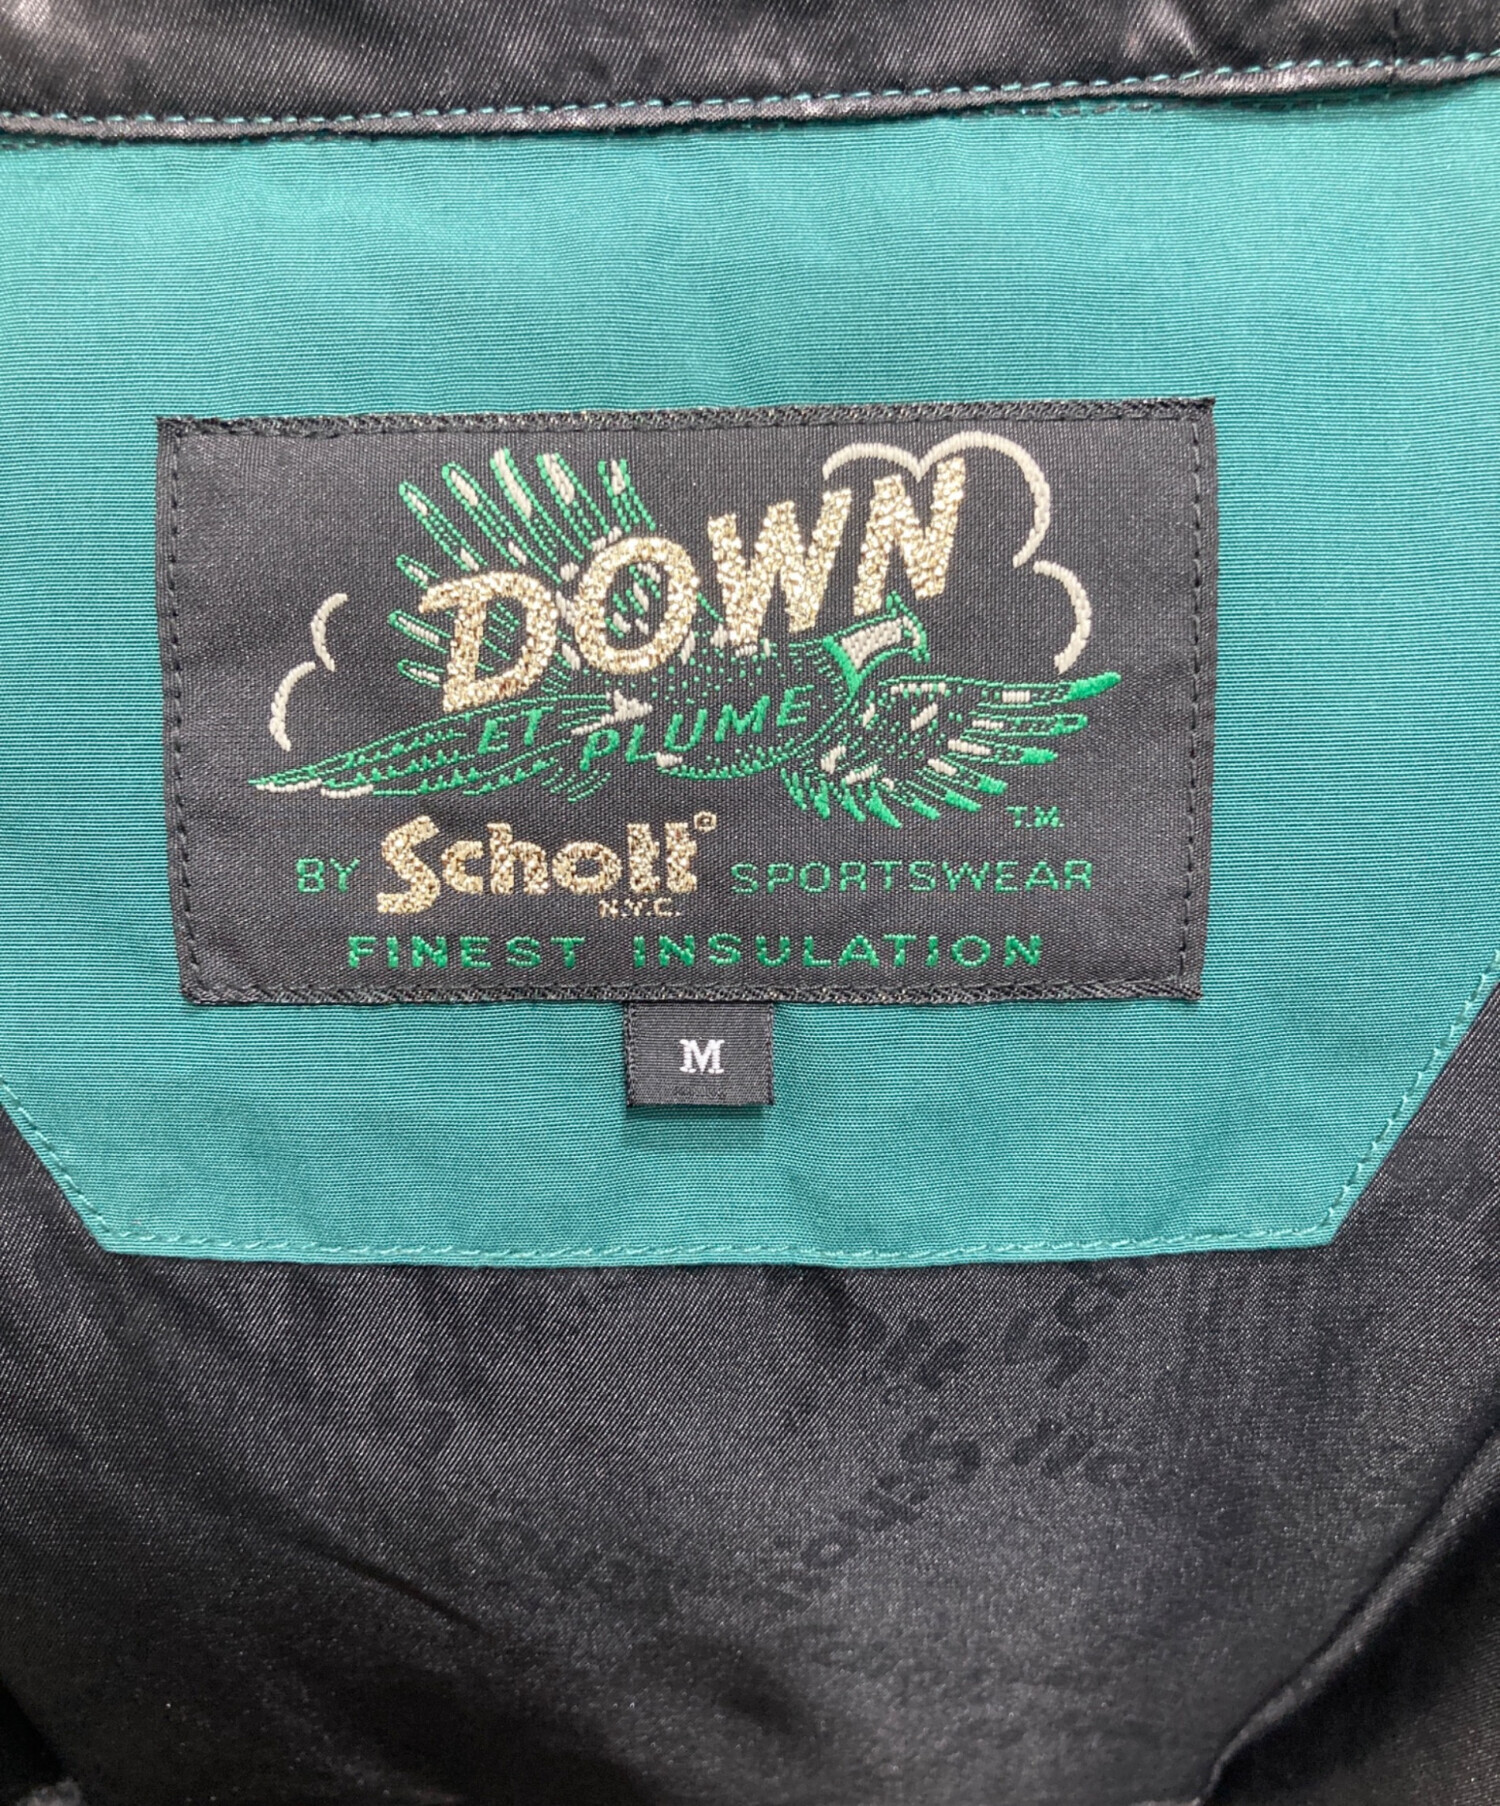 DOWN
ET PLUME
T.M.
BY Schott® SPORTSWEAR
N.Y.C.
FINEST INSULATION
M